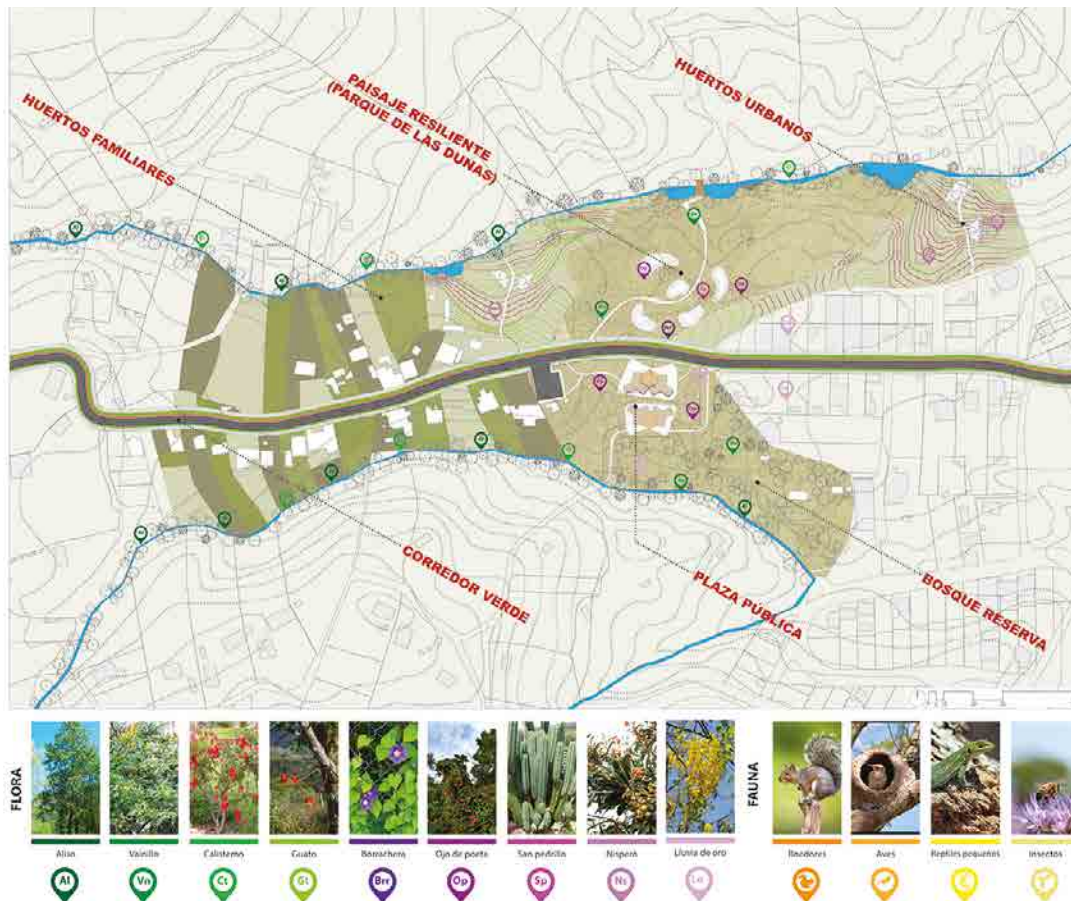 HUERTOS FAMILIARES
PAISAJE RESILIENTE
(PARQUE DE LAS DUNAS)
HUERTOS URBANOS
CORREDOR VERDE
PLAZA PÚBLICA
BOSQUE RESERVA
FLORA
Aliso
Vainillo
Calistemo
Guato
Borrachero
Ojo de poeta
San pedrillo
Níspero
Lluvia de oro
Al
Vn
Ct
Gt
Brr
Op
Sp
Ns
FAUNA
Roedores
Aves
Reptiles pequeños
Insectos